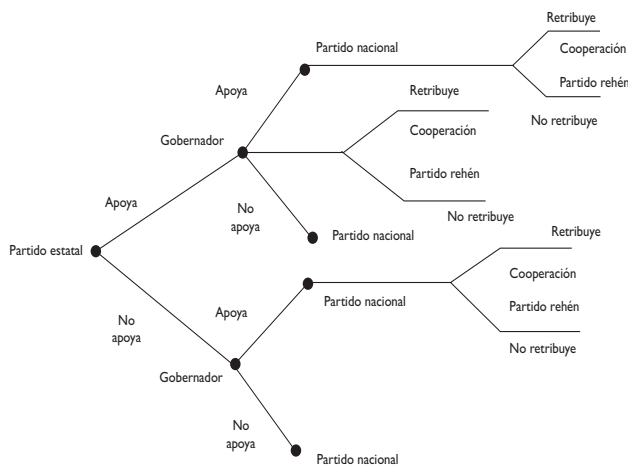 Retribuye
Partido nacional
Cooperación
Partido rehén
Apoya
Retribuye
No retribuye
Cooperación
Gobernador
Partido rehén
Apoya
No
apoya
No retribuye
Partido nacional
Retribuye
Partido estatal
Cooperación
Partido nacional
Partido rehén
Apoya
No
apoya
No retribuye
Gobernador
No
apoya
Partido nacional